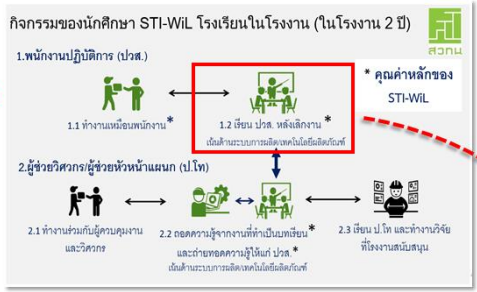 กิจกรรมของนักศึกษา STI-WiL โรงเรียนในโรงงาน (ในโรงงาน 2 ปี)
สวทน
1.พนักงานปฏิบัติการ (ปวส.)
* คุณค่าหลักของ
STI-WiL
1.1 ทำงานเหมือนพนักงาน*
1.2 เรียน ปวส. หลังเลิกงาน *
เน้นด้านระบบการผลิต/เทคโนโลยีผลิตภัณฑ์
2.ผู้ช่วยวิศวกร/ผู้ช่วยหัวหน้าแผนก (ป.โท)
2.1 ทำงานร่วมกับผู้ควบคุมงาน
และวิศวกร
2.2 ถอดความรู้จากงานที่ทำเป็นบทเรียน *
และถ่ายทอดความรู้ให้แก่ ปวส.*
เน้นด้านระบบการผลิต/เทคโนโลยีผลิตภัณฑ์
2.3 เรียน ป.โท และทำงานวิจัย
ที่โรงงานสนับสนุน